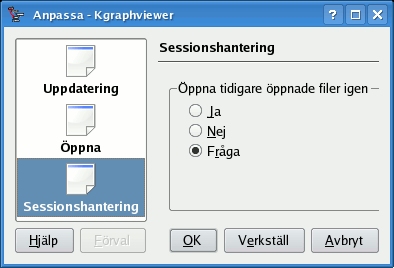 Anpassa - Kgraphviewer
Uppdatering
Öppna
Sessionshantering
Sessionshantering
Öppna tidigare öppnade filer igen
Ja
Nej
Fråga
Hjälp
Förval
OK
Verkställ
Avbryt